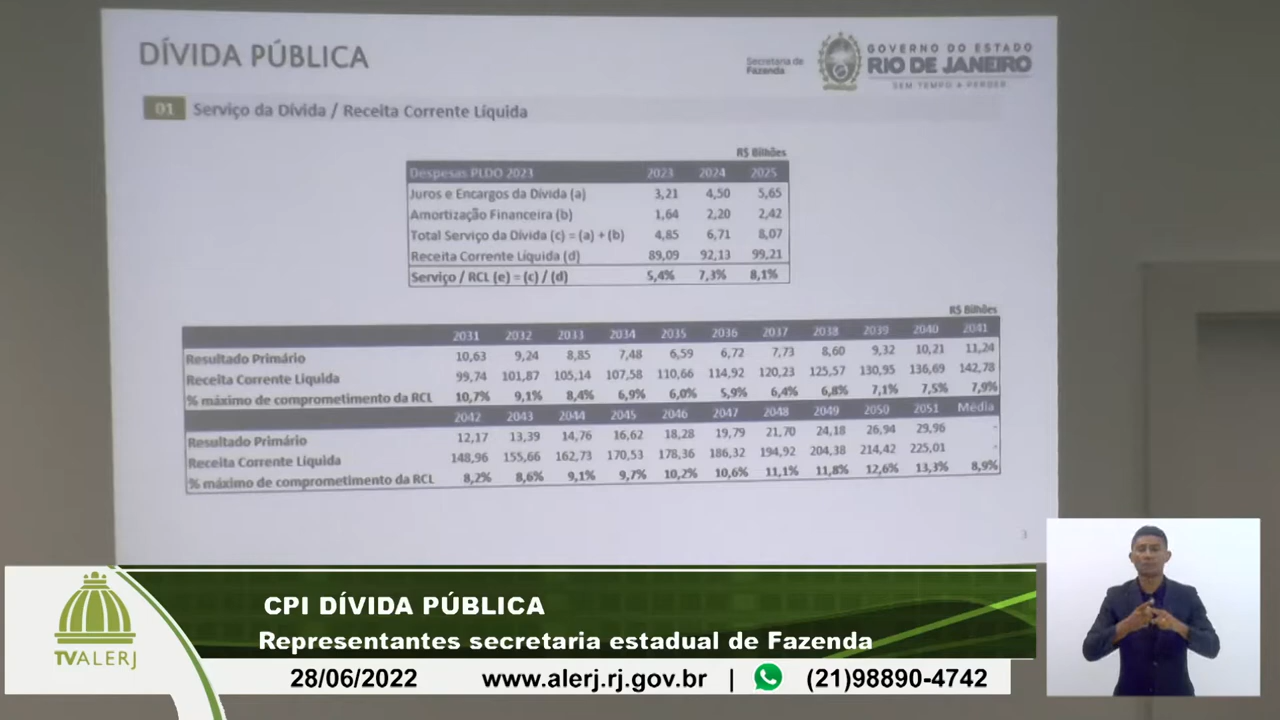 DÍVIDA PÚBLICA
Secretaria de
Fazenda
GOVERNO DO ESTADO
RIO DE JANEIRO
SEM TEMPO A PERDER
01 Serviço da Dívida / Receita Corrente Líquida
R$ Bilhões
Despesas PLDO 2023 2023 2024 2025
Juros e Encargos da Dívida (a) 3,21 4,50 5,65
Amortização Financeira (b) 1,64 2,20 2,42
Total Serviço da Dívida (c) = (a) + (b) 4,85 6,71 8,07
Receita Corrente Líquida (d) 89,09 92,13 99,21
Serviço / RCL (e) = (c) / (d) 5,4% 7,3% 8,1%
R$ Bilhões
2031 2032 2033 2034 2035 2036 2037 2038 2039 2040 2041
Resultado Primário 10,63 9,24 8,85 7,48 6,59 6,72 7,73 8,60 9,32 10,21 11,24
Receita Corrente Líquida 99,74 101,87 105,14 107,58 110,66 114,92 120,23 125,57 130,95 136,69 142,78
% máximo de comprometimento da RCL 10,7% 9,1% 8,4% 6,9% 6,0% 5,9% 6,4% 6,8% 7,1% 7,5% 7,9%
2042 2043 2044 2045 2046 2047 2048 2049 2050 2051 Média
Resultado Primário 12,17 13,39 14,76 16,62 18,28 19,79 21,70 24,18 26,94 29,96 -
Receita Corrente Líquida 148,96 155,66 162,73 170,53 178,36 186,32 194,92 204,38 214,42 225,01 -
% máximo de comprometimento da RCL 8,2% 8,6% 9,1% 9,7% 10,2% 10,6% 11,1% 11,8% 12,6% 13,3% 8,9%
3
CPI DÍVIDA PÚBLICA
Representantes secretaria estadual de Fazenda
TVALERJ
28/06/2022 www.alerj.rj.gov.br | (21)98890-4742